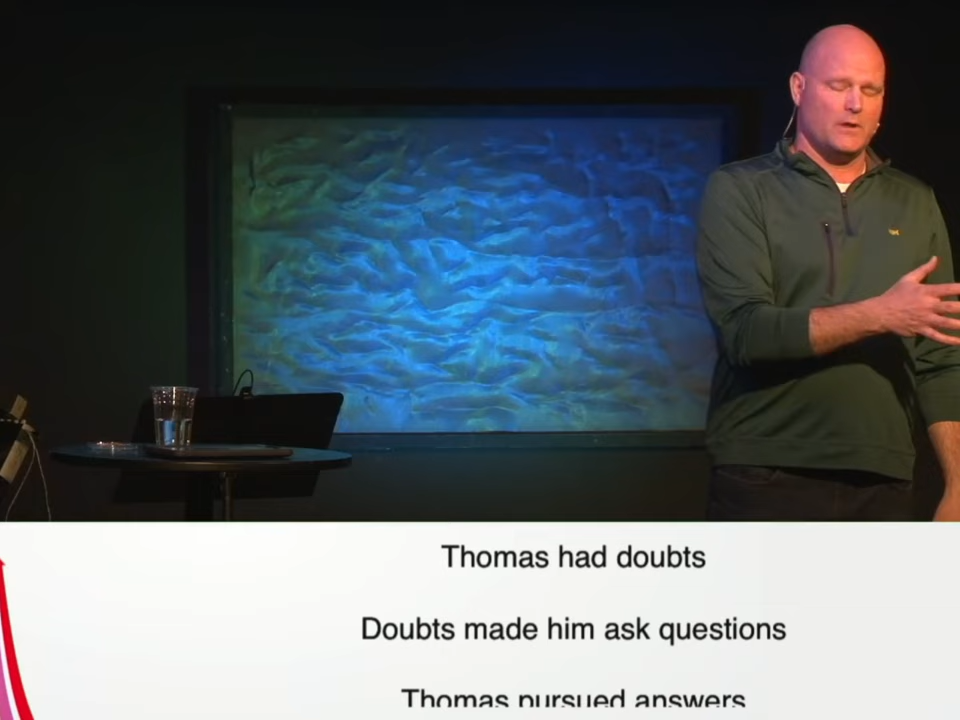 Thomas had doubts
Doubts made him ask questions
Thomas pursued answers